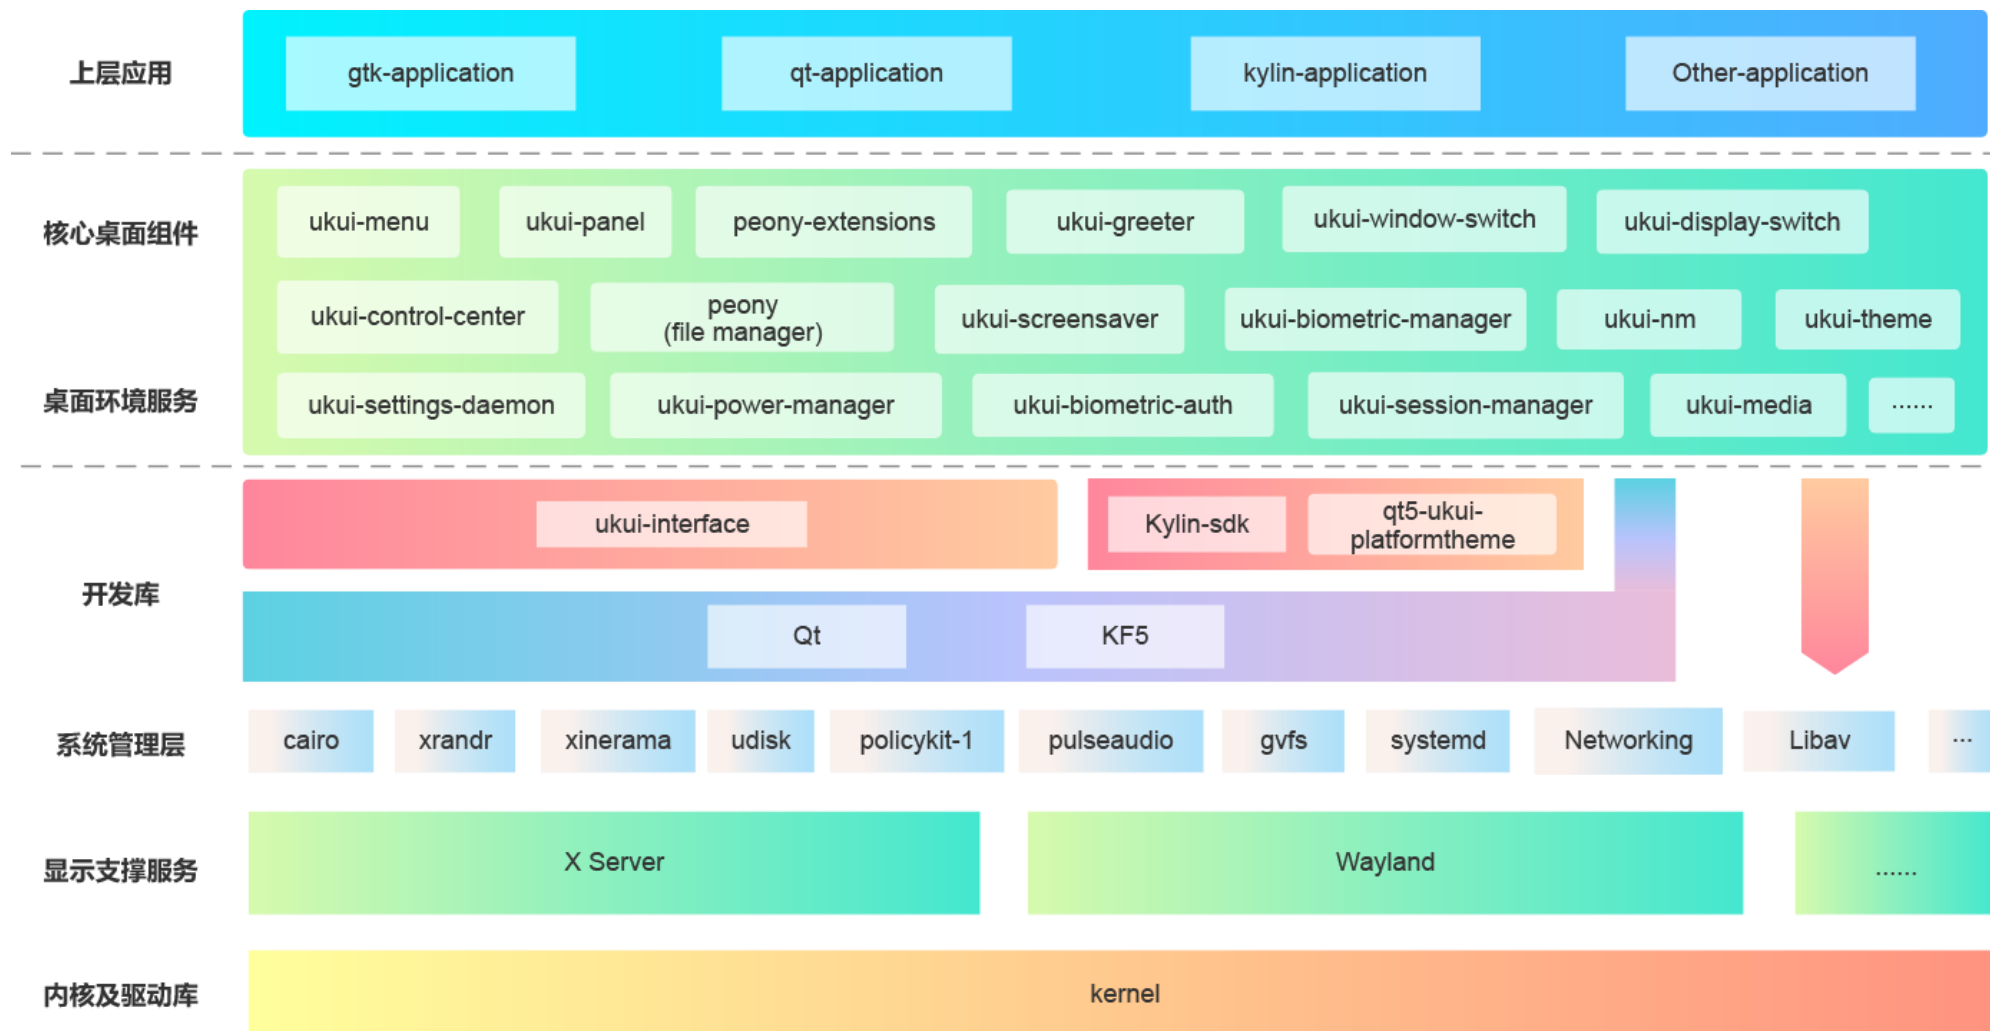 上层应用
gtk-application
qt-application
kylin-application
Other-application
核心桌面组件
ukui-menu
ukui-panel
peony-extensions
ukui-greeter
ukui-window-switch
ukui-display-switch
ukui-control-center
peony
(file manager)
ukui-screensaver
ukui-biometric-manager
ukui-nm
ukui-theme
桌面环境服务
ukui-settings-daemon
ukui-power-manager
ukui-biometric-auth
ukui-session-manager
ukui-media
······
开发库
ukui-interface
Kylin-sdk
qt5-ukui-
platformtheme
Qt
KF5
系统管理层
cairo
xrandr
xinerama
udisk
policykit-1
pulseaudio
gvfs
systemd
Networking
Libav
···
显示支撑服务
X Server
Wayland
······
内核及驱动库
kernel